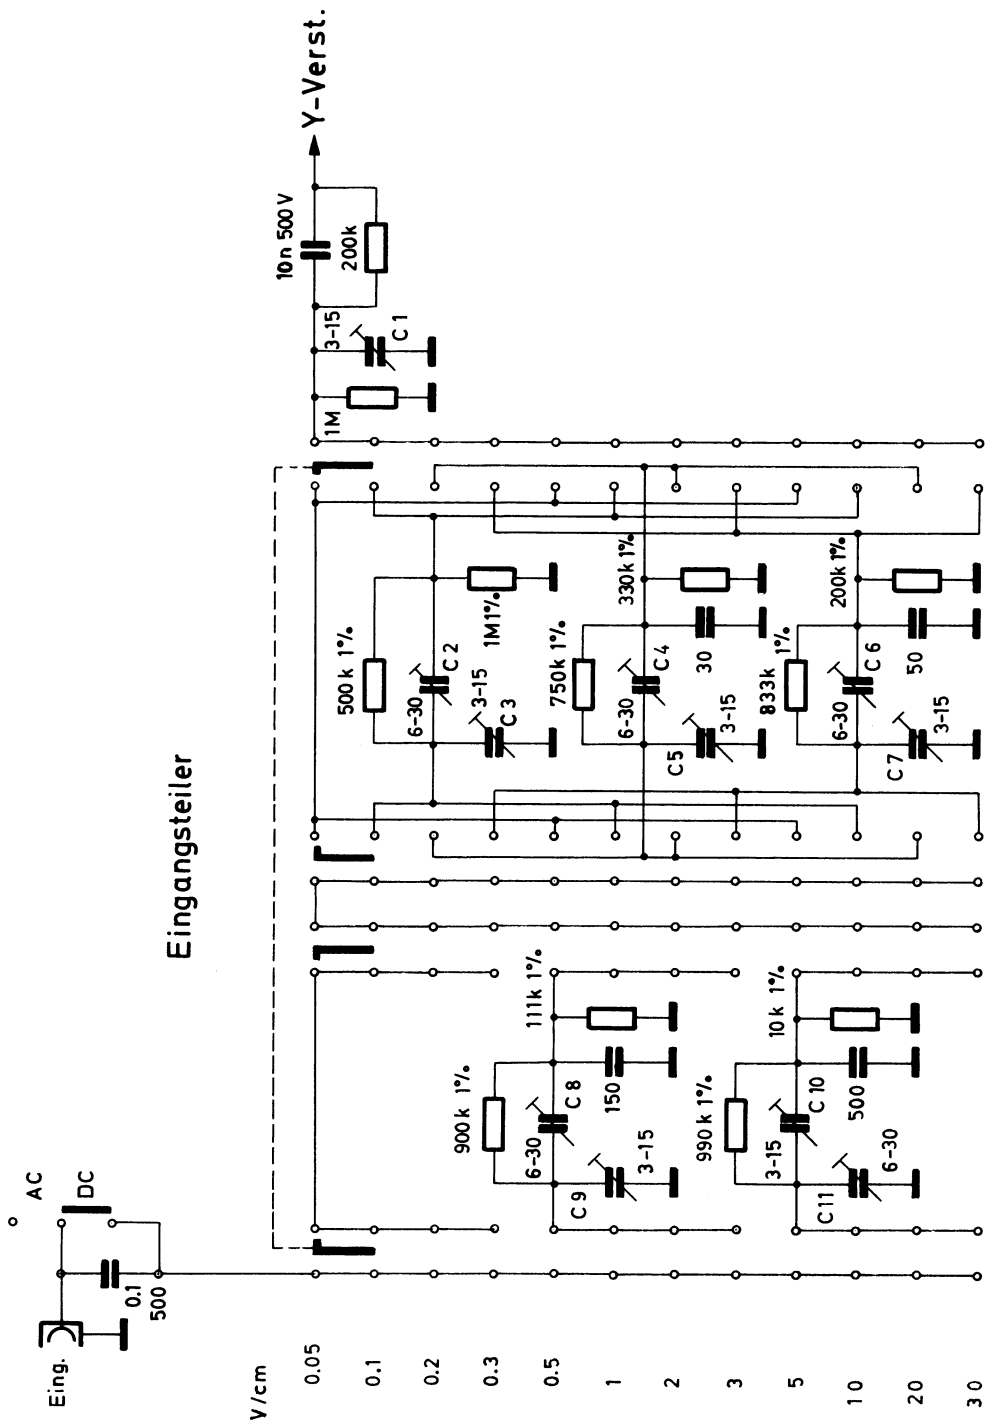 Eingangsteiler
Eing.
0.1
500
AC
DC
V/cm
0.05
0.1
0.2
0.3
0.5
1
2
3
5
10
20
30
900k 1%
6-30
C8
C9
3-15
150
111k 1%
990k 1%
3-15
C10
C11
6-30
500
10k 1%
500k 1%
6-30
C2
3-15
C3
1M1%
750k 1%
6-30
C4
C5
3-15
30
330k 1%
833k 1%
6-30
C6
C7
3-15
50
200k 1%
1M
3-15
C1
10n 500V
200k
Y-Verst.